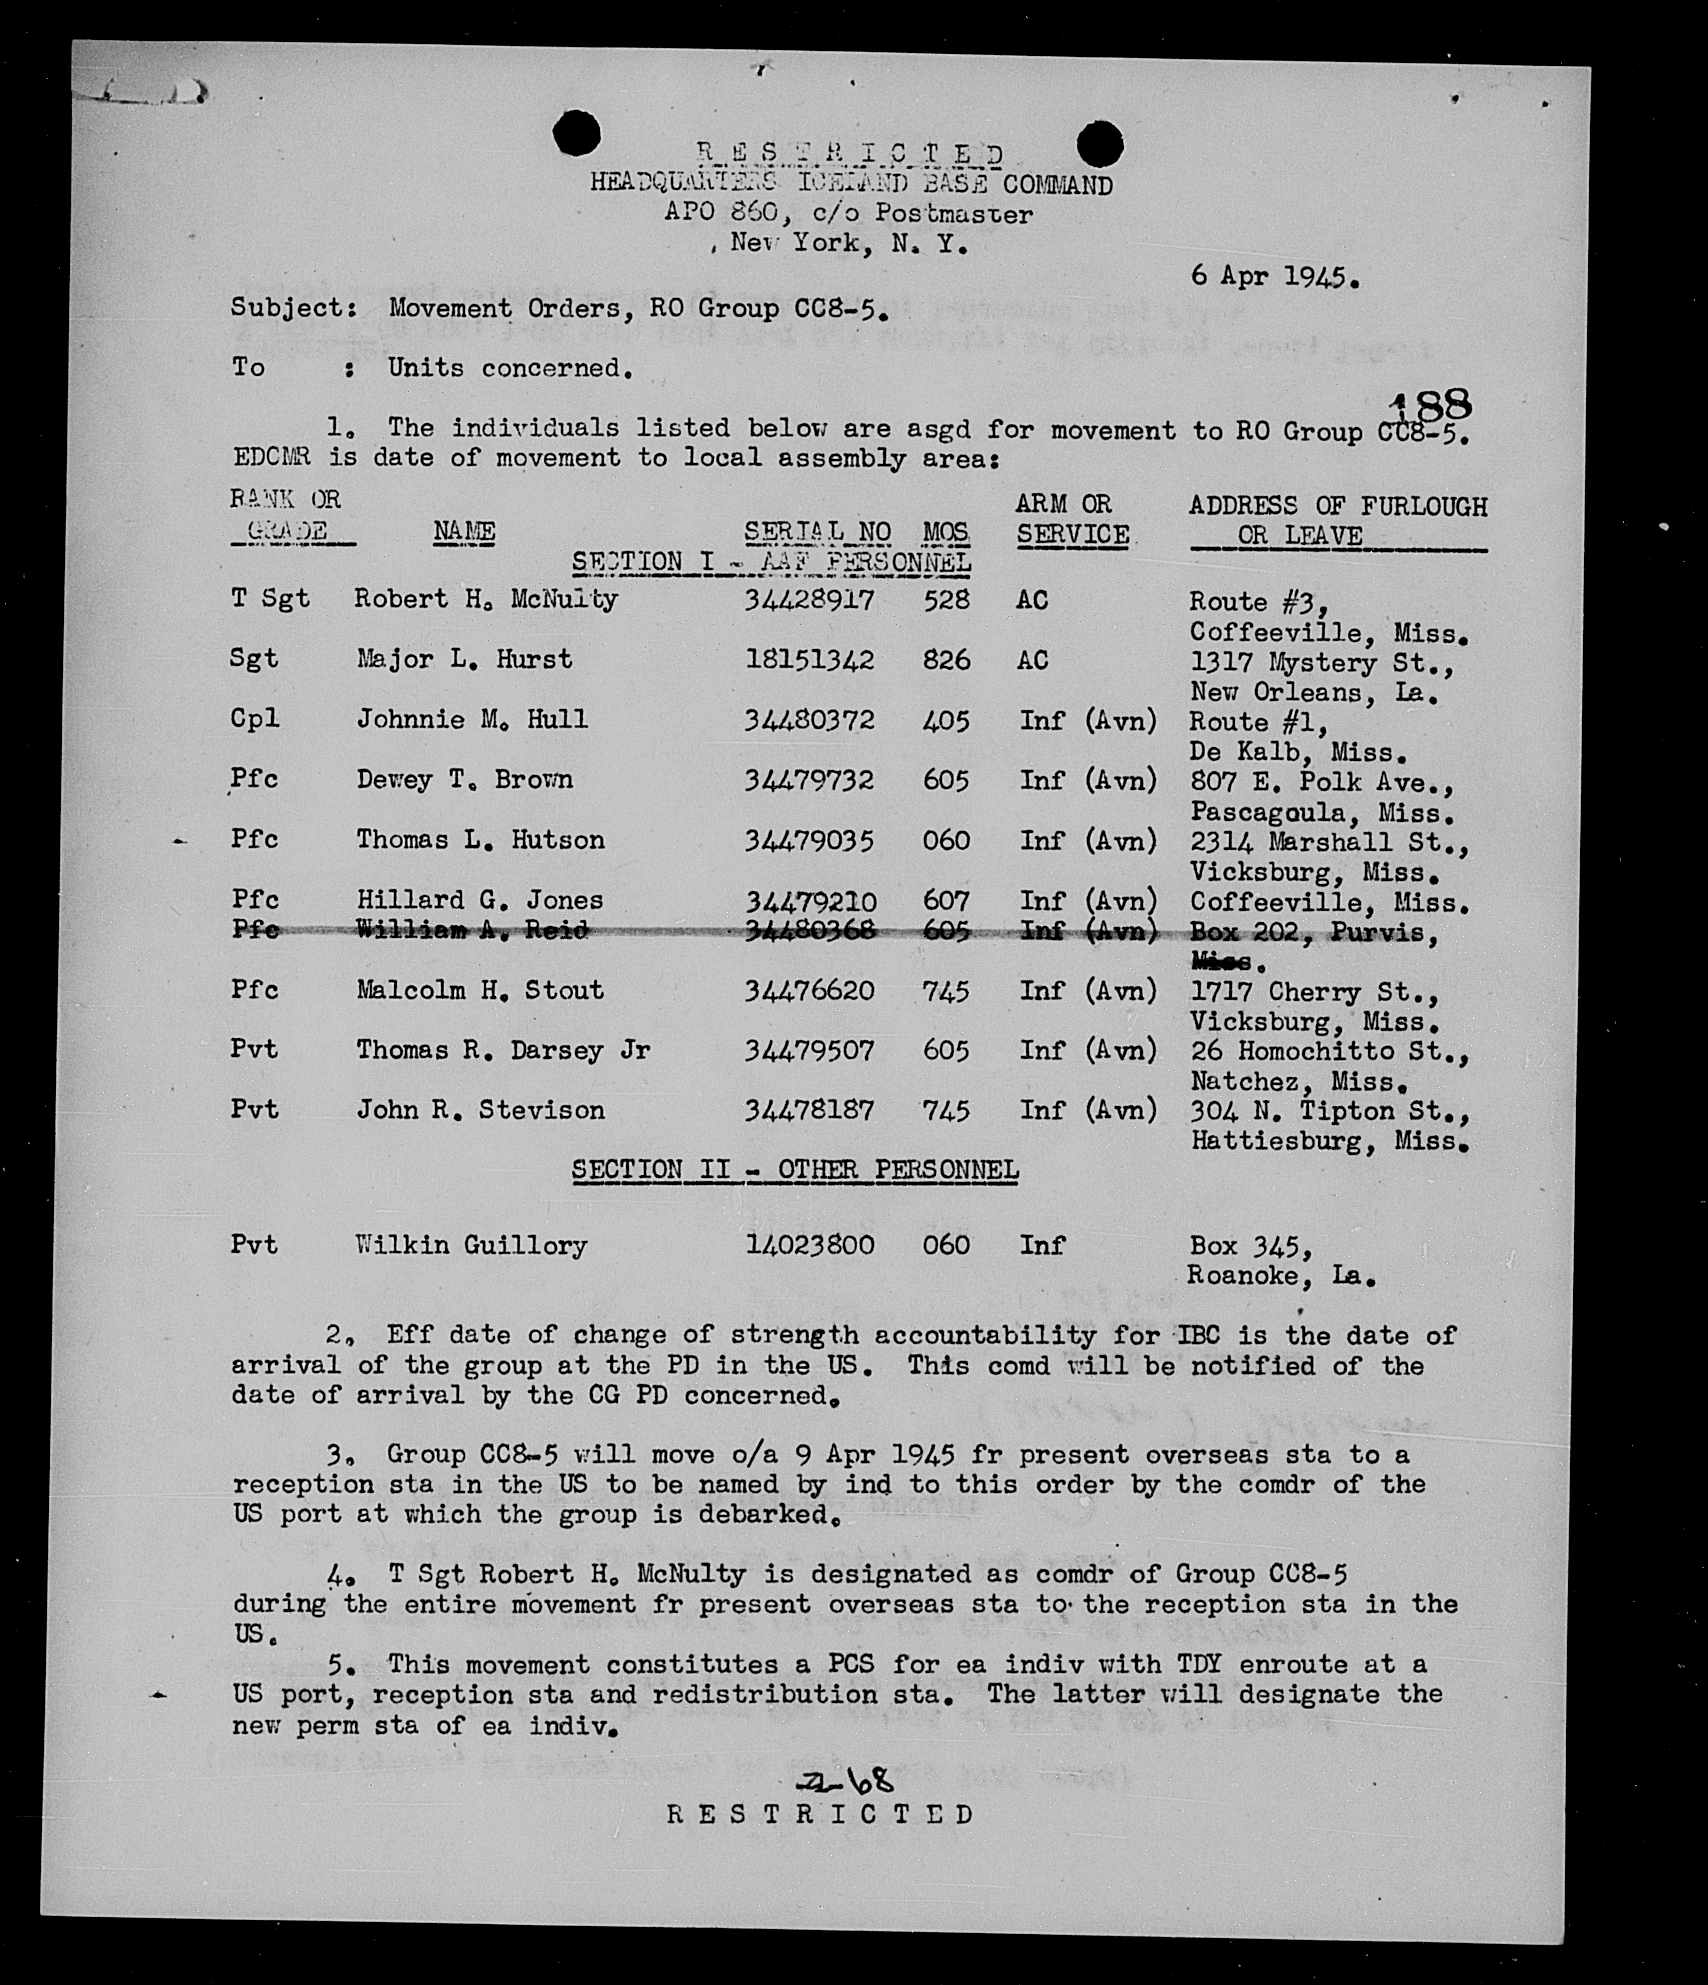 R E S T R I C T E D
HEADQUARTERS ICELAND BASE COMMAND
APO 860, c/o Postmaster
New York, N. Y.
6 Apr 1945.
Subject: Movement Orders, RO Group CC8-5.
To : Units concerned.
188
1. The individuals listed below are asgd for movement to RO Group CC8-5.
EDCMR is date of movement to local assembly area:
RANK OR ARM OR ADDRESS OF FURLOUGH
GRADE NAME SERIAL NO MOS SERVICE OR LEAVE
SECTION I - AAF PERSONNEL
T Sgt Robert H. McNulty 34428917 528 AC Route #3,
Coffeeville, Miss.
Sgt Major L. Hurst 18151342 826 AC 1317 Mystery St.,
New Orleans, La.
Cpl Johnnie M. Hull 34480372 405 Inf (Avn) Route #1,
De Kalb, Miss.
Pfc Dewey T. Brown 34479732 605 Inf (Avn) 807 E. Polk Ave.,
Pascagoula, Miss.
Pfc Thomas L. Hutson 34479035 060 Inf (Avn) 2314 Marshall St.,
Vicksburg, Miss.
Pfc Hillard G. Jones 34479210 607 Inf (Avn) Coffeeville, Miss.
Pfc William A. Reid 34480368 605 Inf (Avn) Box 202, Purvis,
Miss.
Pfc Malcolm H. Stout 34476620 745 Inf (Avn) 1717 Cherry St.,
Vicksburg, Miss.
Pvt Thomas R. Darsey Jr 34479507 605 Inf (Avn) 26 Homochitto St.,
Natchez, Miss.
Pvt John R. Stevison 34478187 745 Inf (Avn) 304 N. Tipton St.,
Hattiesburg, Miss.
SECTION II - OTHER PERSONNEL
Pvt Wilkin Guillory 14023800 060 Inf Box 345,
Roanoke, La.
2. Eff date of change of strength accountability for IBC is the date of
arrival of the group at the PD in the US. This comd will be notified of the
date of arrival by the CG PD concerned.
3. Group CC8-5 will move o/a 9 Apr 1945 fr present overseas sta to a
reception sta in the US to be named by ind to this order by the comdr of the
US port at which the group is debarked.
4. T Sgt Robert H. McNulty is designated as comdr of Group CC8-5
during the entire movement fr present overseas sta to the reception sta in the
US.
5. This movement constitutes a PCS for ea indiv with TDY enroute at a
US port, reception sta and redistribution sta. The latter will designate the
new perm sta of ea indiv.
68
R E S T R I C T E D